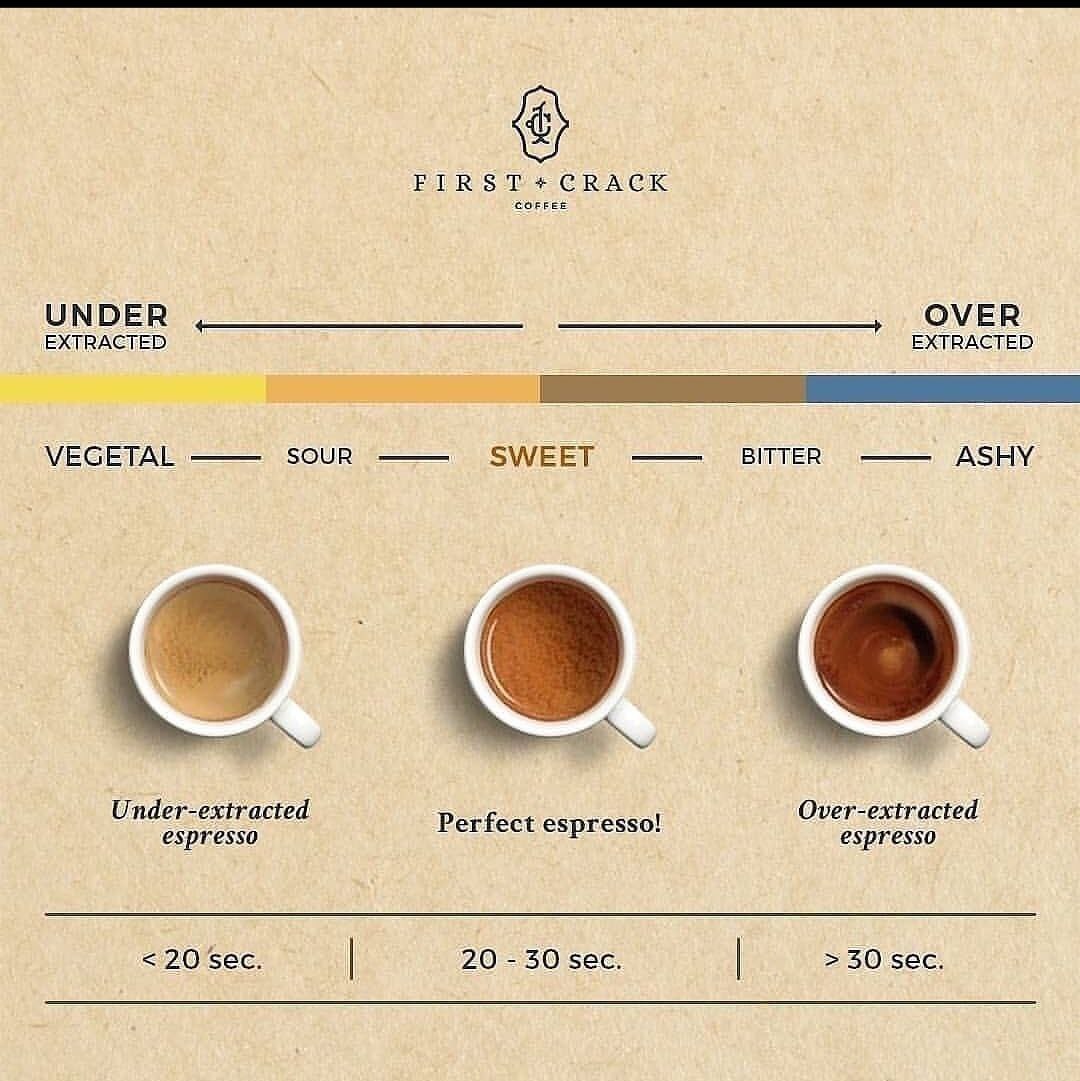 FIRST CRACK
COFFEE
UNDER
EXTRACTED
OVER
EXTRACTED
VEGETAL
SOUR
SWEET
BITTER
ASHY
Under-extracted
espresso
Perfect espresso!
Over-extracted
espresso
< 20 sec.
20 - 30 sec.
> 30 sec.